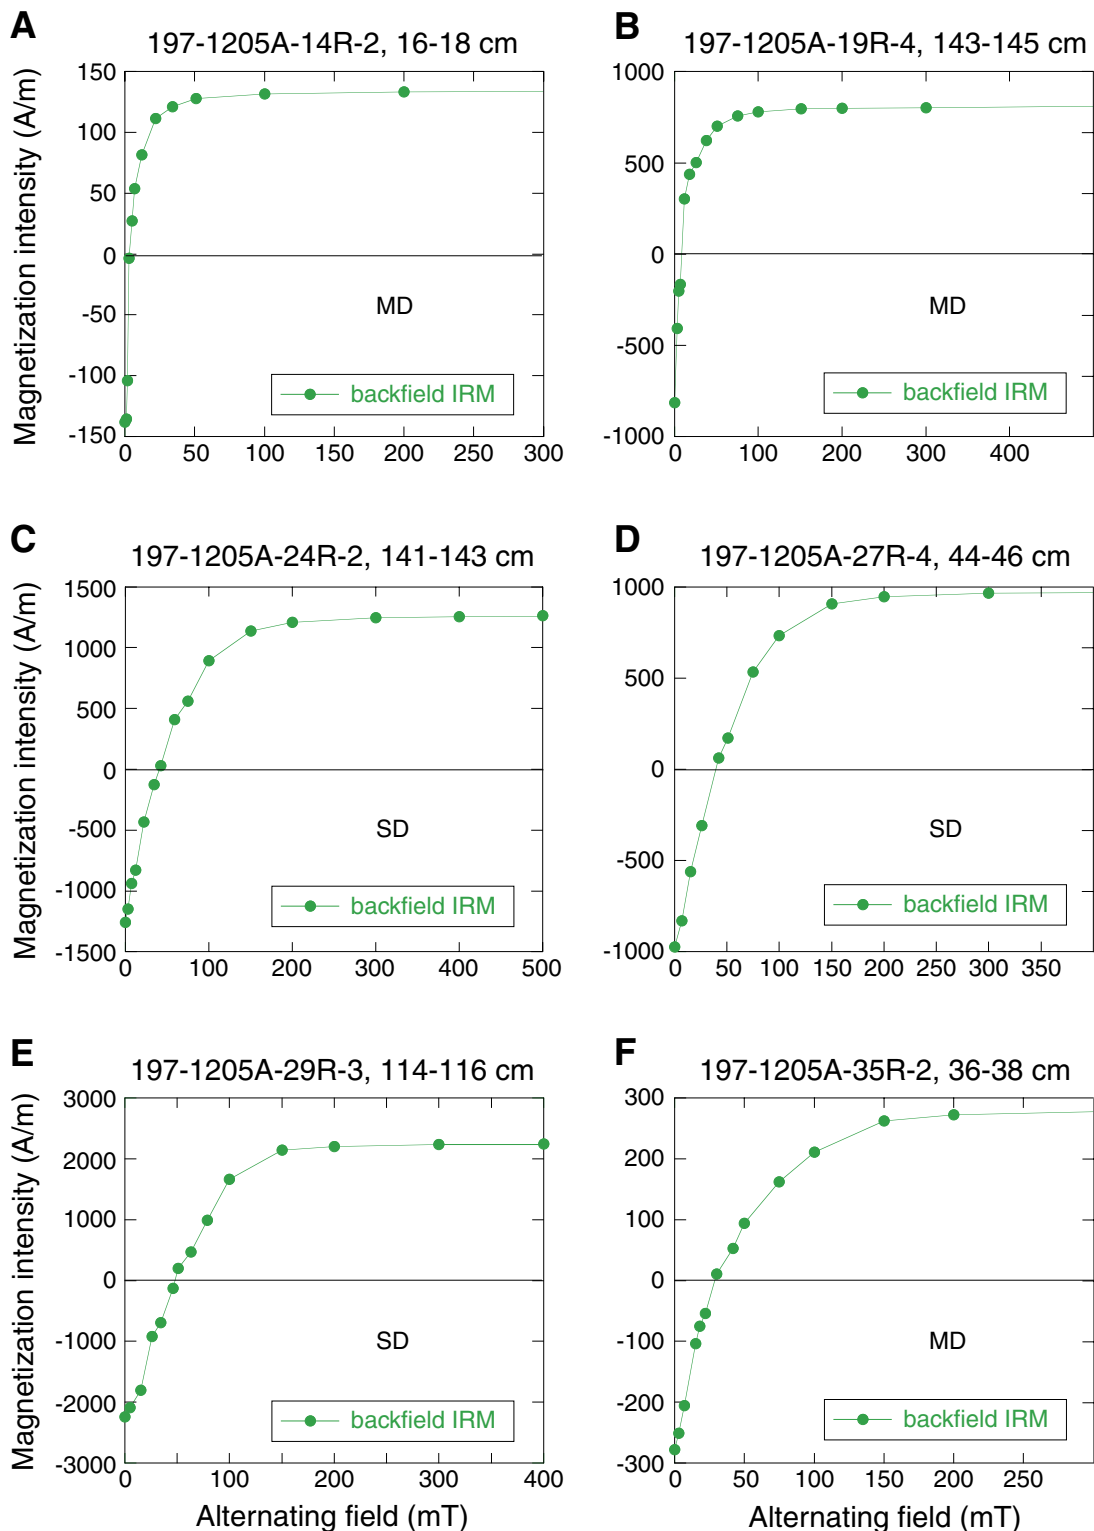 A
197-1205A-14R-2, 16-18 cm
Magnetization intensity (A/m)
150
100
50
0
-50
-100
-150
MD
backfield IRM
0 50 100 150 200 250 300
B
197-1205A-19R-4, 143-145 cm
1000
500
0
-500
-1000
MD
backfield IRM
0 100 200 300 400
C
197-1205A-24R-2, 141-143 cm
Magnetization intensity (A/m)
1500
1000
500
0
-500
-1000
-1500
SD
backfield IRM
0 100 200 300 400 500
D
197-1205A-27R-4, 44-46 cm
1000
500
0
-500
-1000
SD
backfield IRM
0 50 100 150 200 250 300 350
E
197-1205A-29R-3, 114-116 cm
Magnetization intensity (A/m)
3000
2000
1000
0
-1000
-2000
-3000
SD
backfield IRM
0 100 200 300 400
Alternating field (mT)
F
197-1205A-35R-2, 36-38 cm
300
200
100
0
-100
-200
-300
MD
backfield IRM
0 50 100 150 200 250
Alternating field (mT)